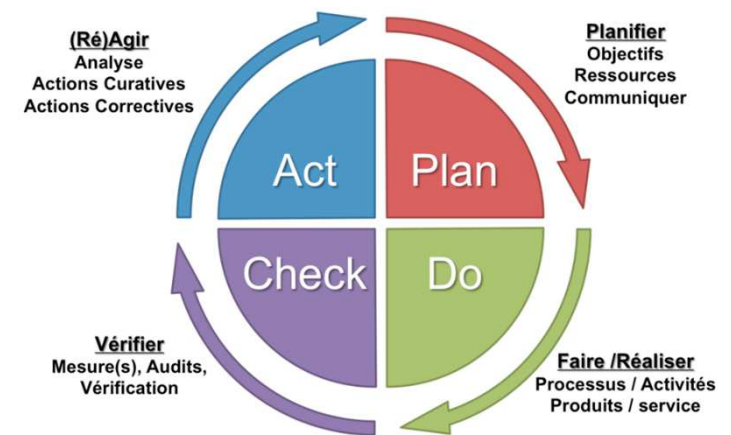 (Ré)Agir
Analyse
Actions Curatives
Actions Correctives
Planifier
Objectifs
Ressources
Communiquer
Act
Plan
Check
Do
Vérifier
Mesure(s), Audits,
Vérification
Faire /Réaliser
Processus / Activités
Produits / service